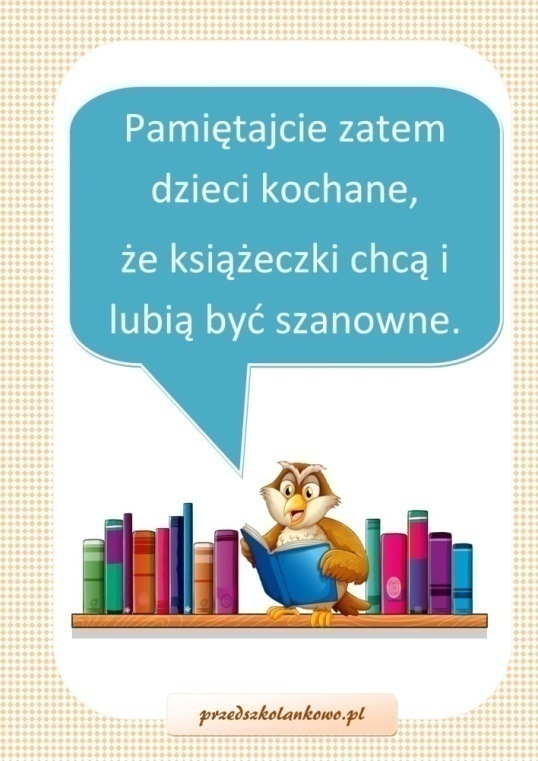 Pamiętajcie zatem
dzieci kochane,
że książeczki chcą i
lubią być szanowne.
przedszkolankowo.pl